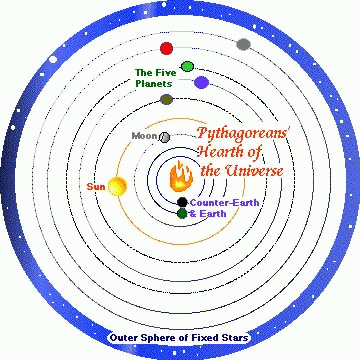 The Five
Planets
Moon
Pythagoreans'
Hearth of
the Universe
Sun
Counter-Earth
& Earth
Outer Sphere of Fixed Stars